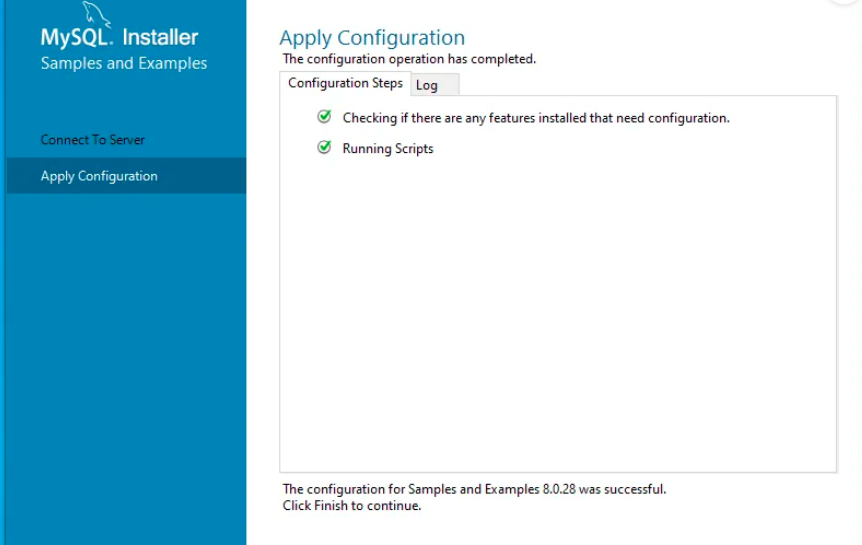 MySQL. Installer
Samples and Examples
Connect To Server
Apply Configuration
Apply Configuration
The configuration operation has completed.
Configuration Steps
Log
Checking if there are any features installed that need configuration.
Running Scripts
The configuration for Samples and Examples 8.0.28 was successful.
Click Finish to continue.